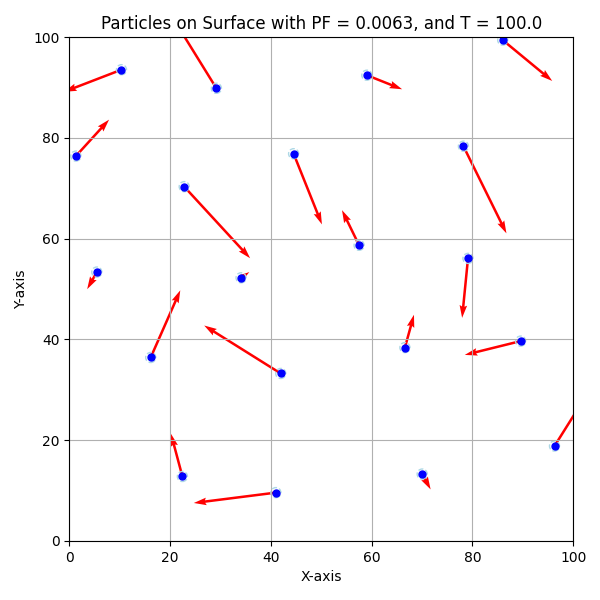 Particles on Surface with PF = 0.0063, and T = 100.0
100
80
60
40
20
0
Y-axis
0 20 40 60 80 100
X-axis